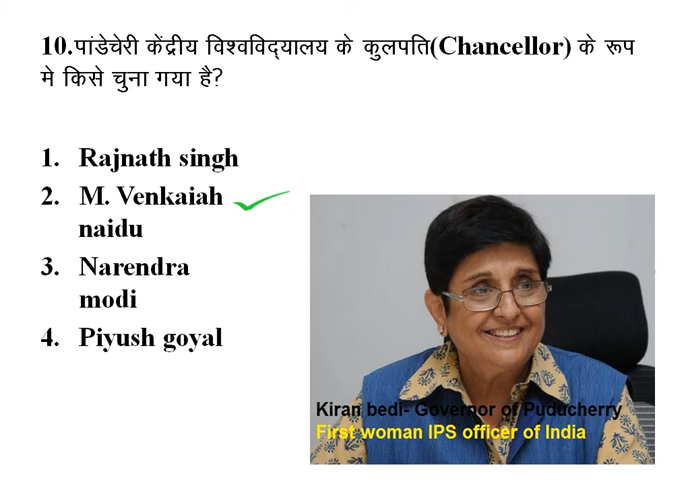 10.पांडेचेरी केंद्रीय विश्वविद्यालय के कुलपति(Chancellor) के रूप
मे किसे चुना गया है?
1. Rajnath singh
2. M. Venkaiah
naidu
3. Narendra
modi
4. Piyush goyal
Kiran bedi- Governor of Puducherry
First woman IPS officer of India